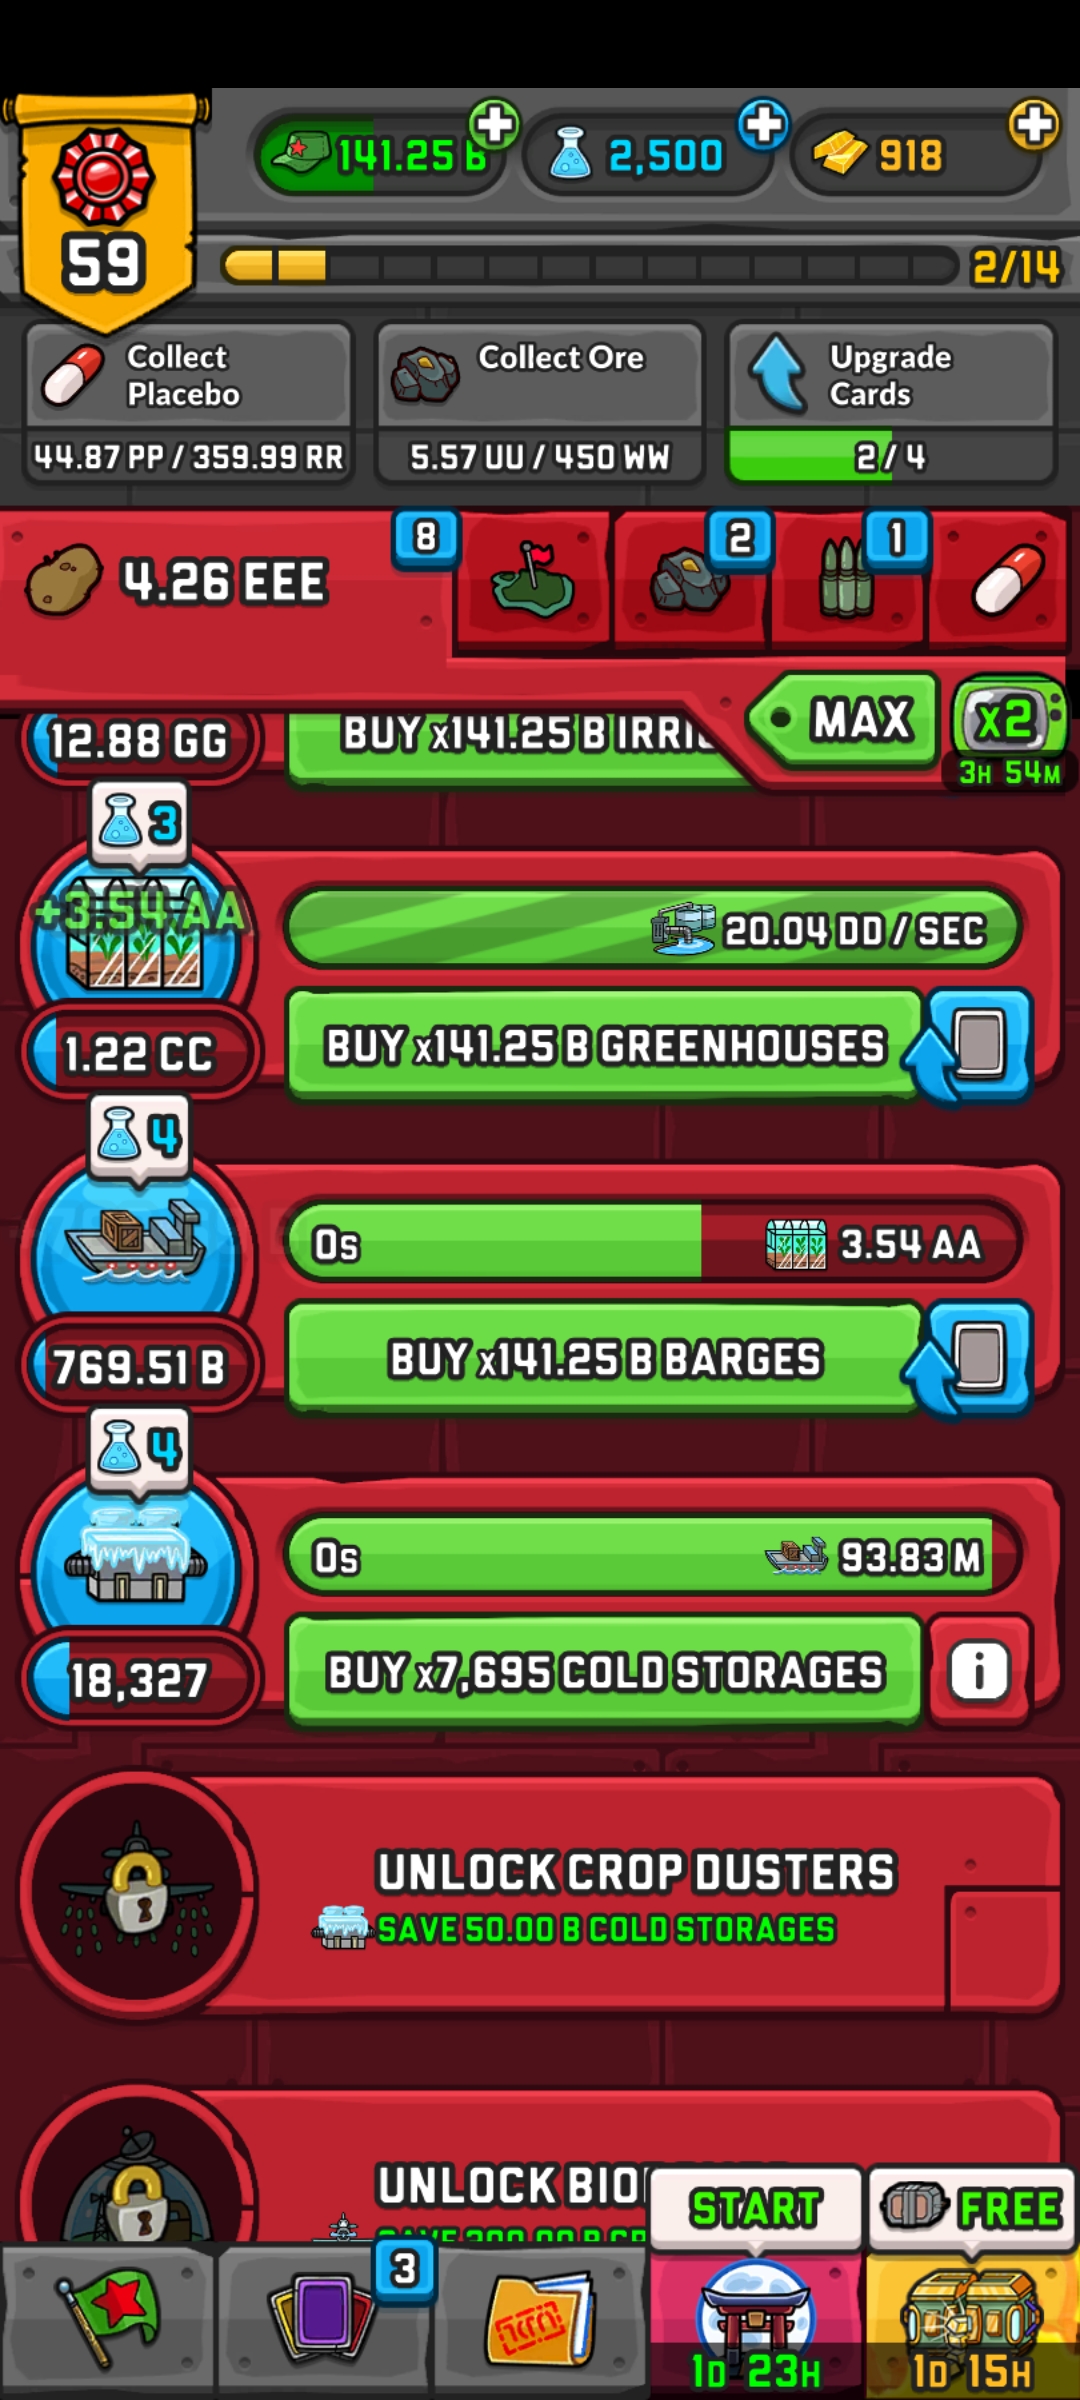 141.25 B
2,500
918
59
2/14
Collect
Placebo
44.87 PP / 359.99 RR
Collect Ore
5.57 UU / 450 WW
Upgrade
Cards
2/4
4.26 EEE
8
2
1
MAX
x2
3H 54M
12.88 GG
BUY x141.25 B
3
+3.54 AA
20.04 DD / SEC
1.22 CC
BUY x141.25 B GREENHOUSES
4
0s
3.54 AA
769.51 B
BUY x141.25 B BARGES
4
0s
93.83 M
18,327
BUY x7,695 COLD STORAGES
i
UNLOCK CROP DUSTERS
SAVE 50.00 B COLD STORAGES
UNLOCK
START
FREE
3
1D 23H
1D 15H